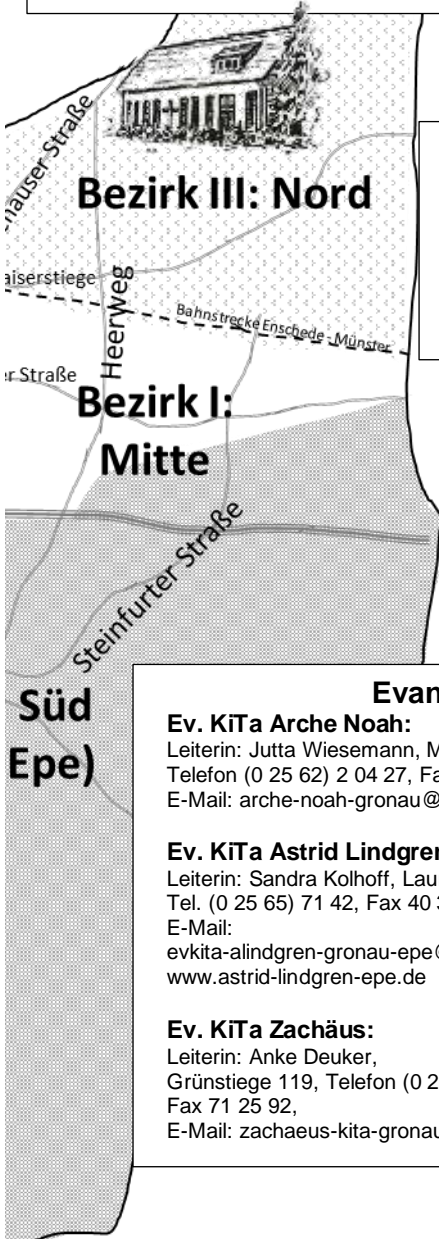 hauser Straße
Bezirk III: Nord
aiserstiege
Heerweg
Bahnstrecke Enschede - Münster
r Straße
Bezirk I:
Mitte
Steinfurter Straße
Süd
Epe)
Evan
Ev. KiTa Arche Noah:
Leiterin: Jutta Wiesemann, M
Telefon (0 25 62) 2 04 27, Fa
E-Mail: arche-noah-gronau@
Ev. KiTa Astrid Lindgren
Leiterin: Sandra Kolhoff, Lau
Tel. (0 25 65) 71 42, Fax 40 3
E-Mail:
evkita-alindgren-gronau-epe@
www.astrid-lindgren-epe.de
Ev. KiTa Zachäus:
Leiterin: Anke Deuker,
Grünstiege 119, Telefon (0 2
Fax 71 25 92,
E-Mail: zachaeus-kita-gronau